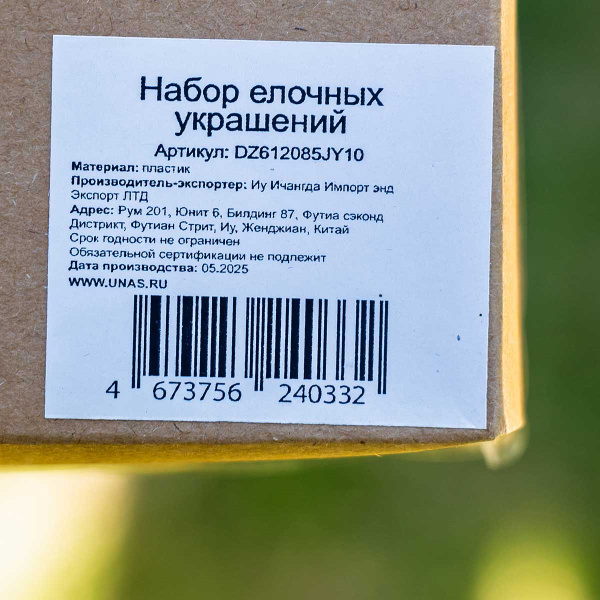 Набор елочных
украшений
Артикул: DZ612085JY10
Материал: пластик
Производитель-экспортер: Иу Ичангда Импорт энд
Экспорт ЛТД
Адрес: Рум 201, Юнит 6, Билдинг 87, Футиа сэконд
Дистрикт, Футиан Стрит, Иу, Женджиан, Китай
Срок годности не ограничен
Обязательной сертификации не подлежит
Дата производства: 05.2025
WWW.UNAS.RU
4 673756 240332